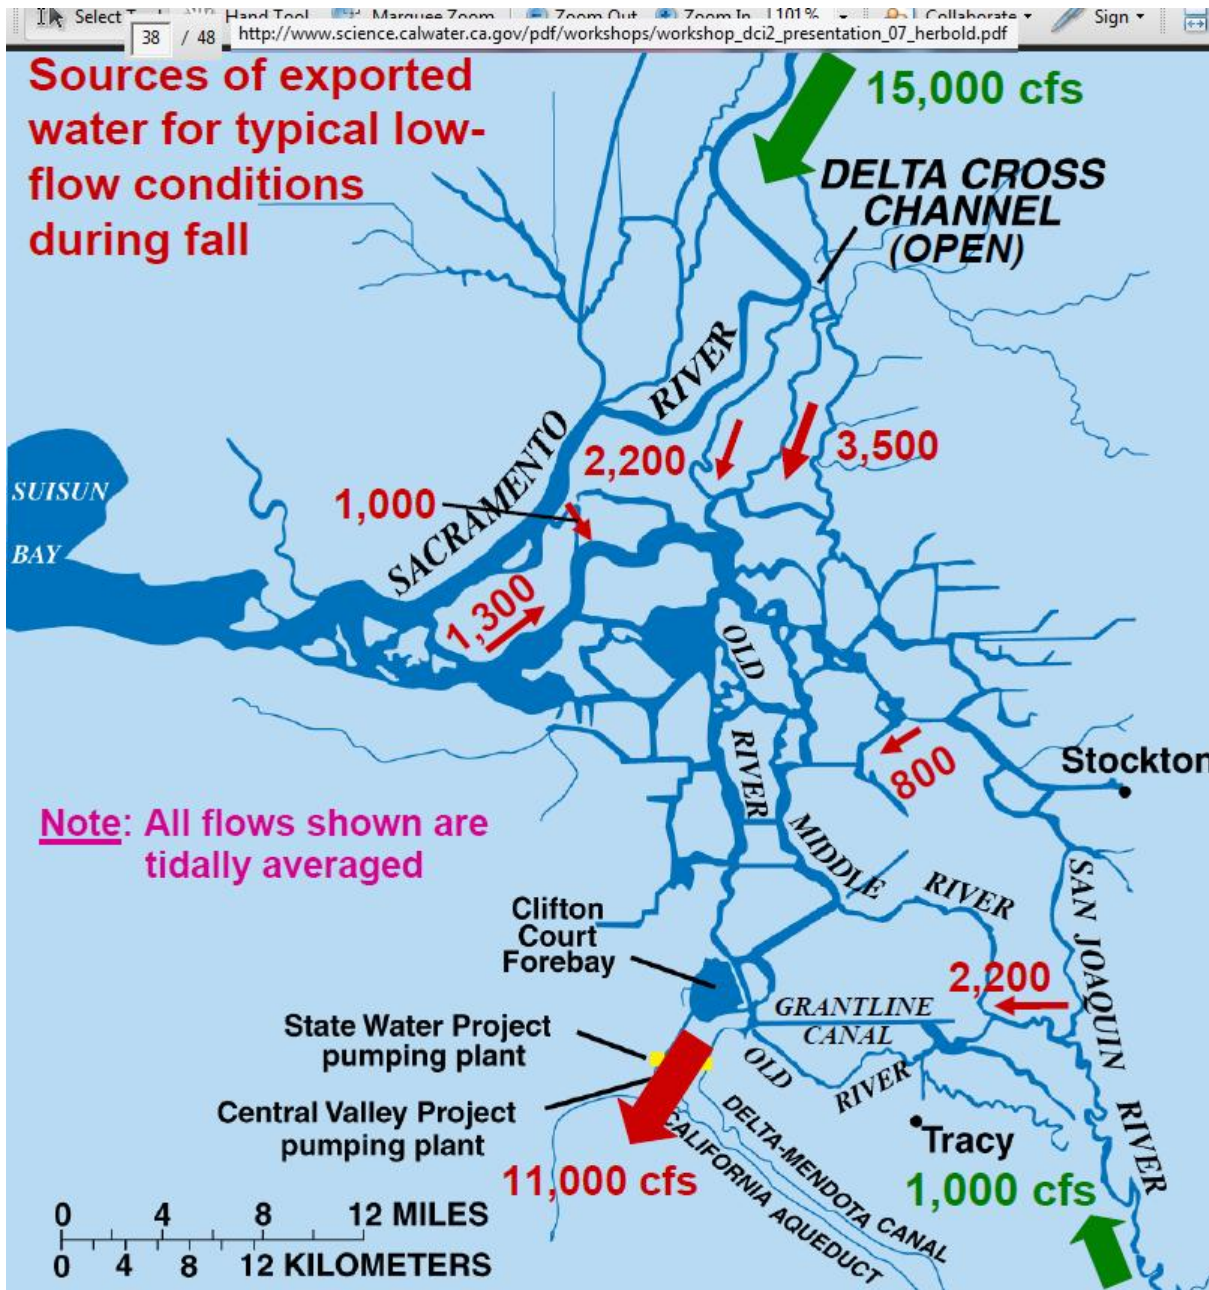 Select Tool Hand Tool Marquee Zoom Zoom Out Zoom In 101% Collaborate Sign
38 / 48 http://www.science.calwater.ca.gov/pdf/workshops/workshop_dci2_presentation_07_herbold.pdf
Sources of exported
water for typical low-
flow conditions
during fall
15,000 cfs
DELTA CROSS
CHANNEL
(OPEN)
SACRAMENTO
RIVER
2,200
3,500
1,000
SUISUN
BAY
1,300
OLD
RIVER
800
Stockton
Note: All flows shown are
tidally averaged
MIDDLE
RIVER
SAN JOAQUIN
RIVER
Clifton
Court
Forebay
2,200
GRANTLINE
CANAL
State Water Project
pumping plant
OLD
RIVER
Central Valley Project
pumping plant
DELTA-MENDOTA CANAL
CALIFORNIA AQUEDUCT
Tracy
11,000 cfs
1,000 cfs
0 4 8 12 MILES
0 4 8 12 KILOMETERS